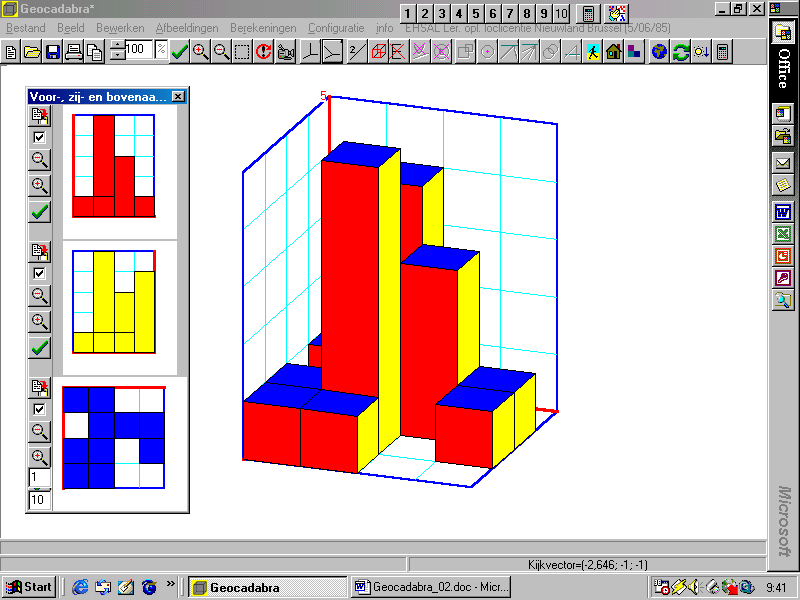 Geocadabra*
1 2 3 4 5 6 7 8 9 10
Bestand Beeld Bewerken Afbeeldingen Berekeningen Configuratie info EHSAL Ler. opl. loclicentie Nieuwland Brussel (5/06/85)
100 %
2
Voor-, zij- en bovenaa...
5
1
10
Office
Microsoft
Kijkvector=(-2,646; -1; -1)
Start
»
Geocadabra
Geocadabra_02.doc - Micr...
9:41